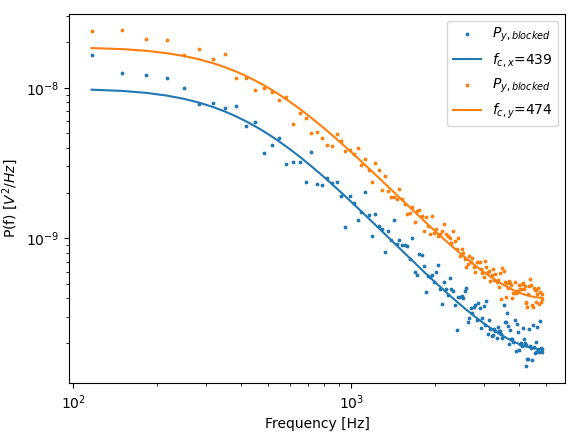 P_{y, blocked}
f_{c, x}=439
P_{y, blocked}
f_{c, y}=474
P(f) [V^2/Hz]
10^{-8}
10^{-9}
10^2
10^3
Frequency [Hz]